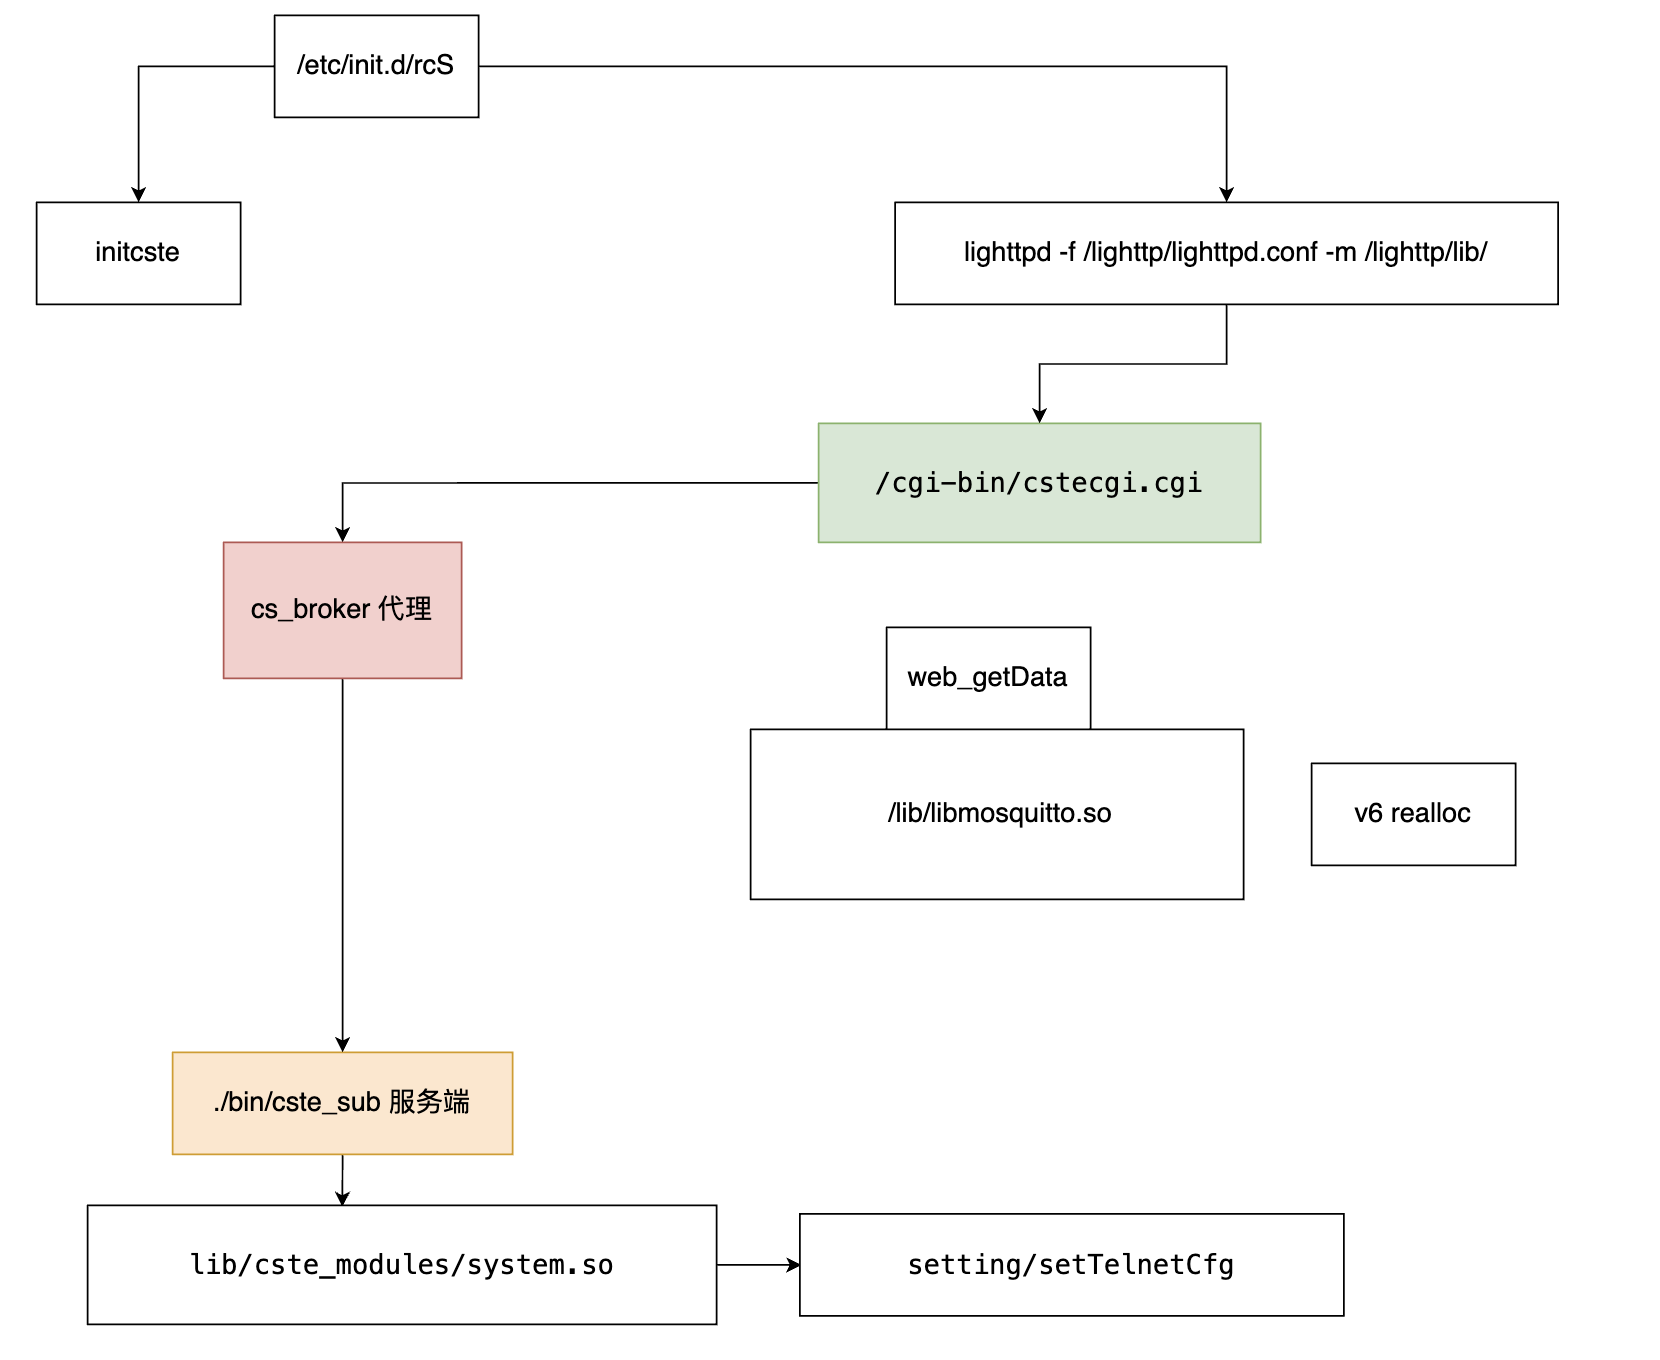 /etc/init.d/rcS
initcste
lighttpd -f /lighttp/lighttpd.conf -m /lighttp/lib/
/cgi-bin/cstecgi.cgi
cs_broker 代理
web_getData
/lib/libmosquitto.so
v6 realloc
./bin/cste_sub 服务端
lib/cste_modules/system.so
setting/setTelnetCfg